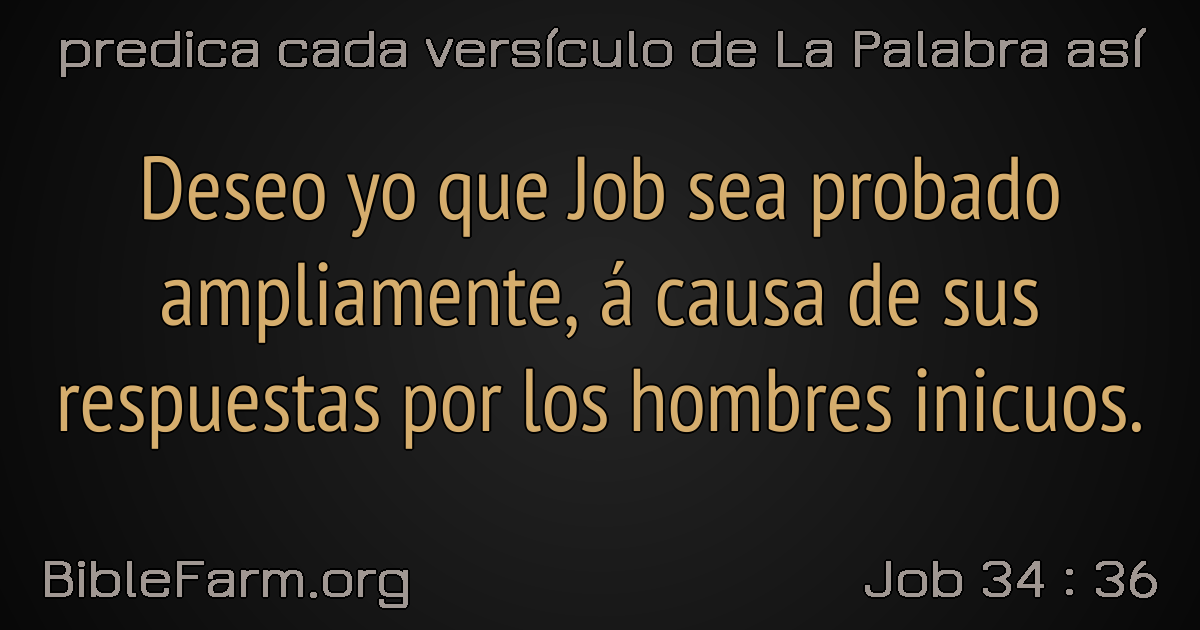 predica cada versículo de La Palabra así
Deseo yo que Job sea probado
ampliamente, á causa de sus
respuestas por los hombres inicuos.
BibleFarm.org
Job 34 : 36